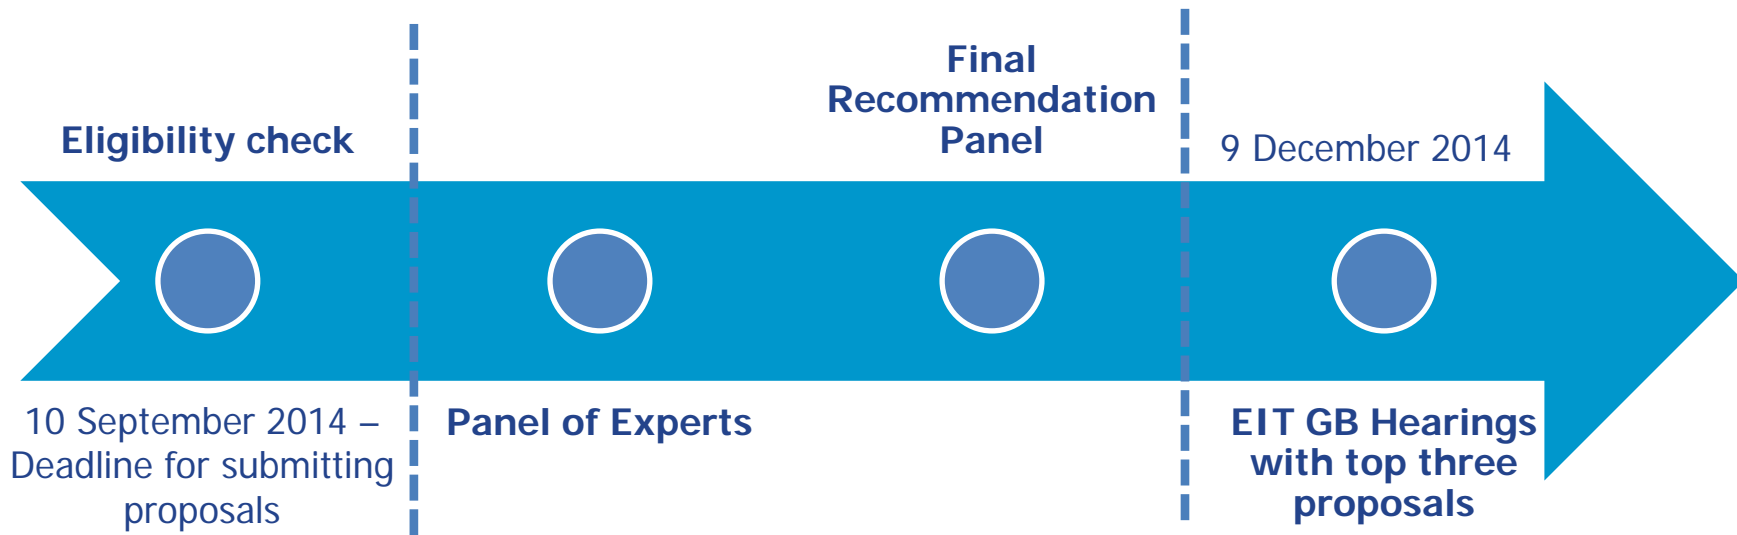 Eligibility check
10 September 2014 –
Deadline for submitting
proposals
Panel of Experts
Final
Recommendation
Panel
9 December 2014
EIT GB Hearings
with top three
proposals